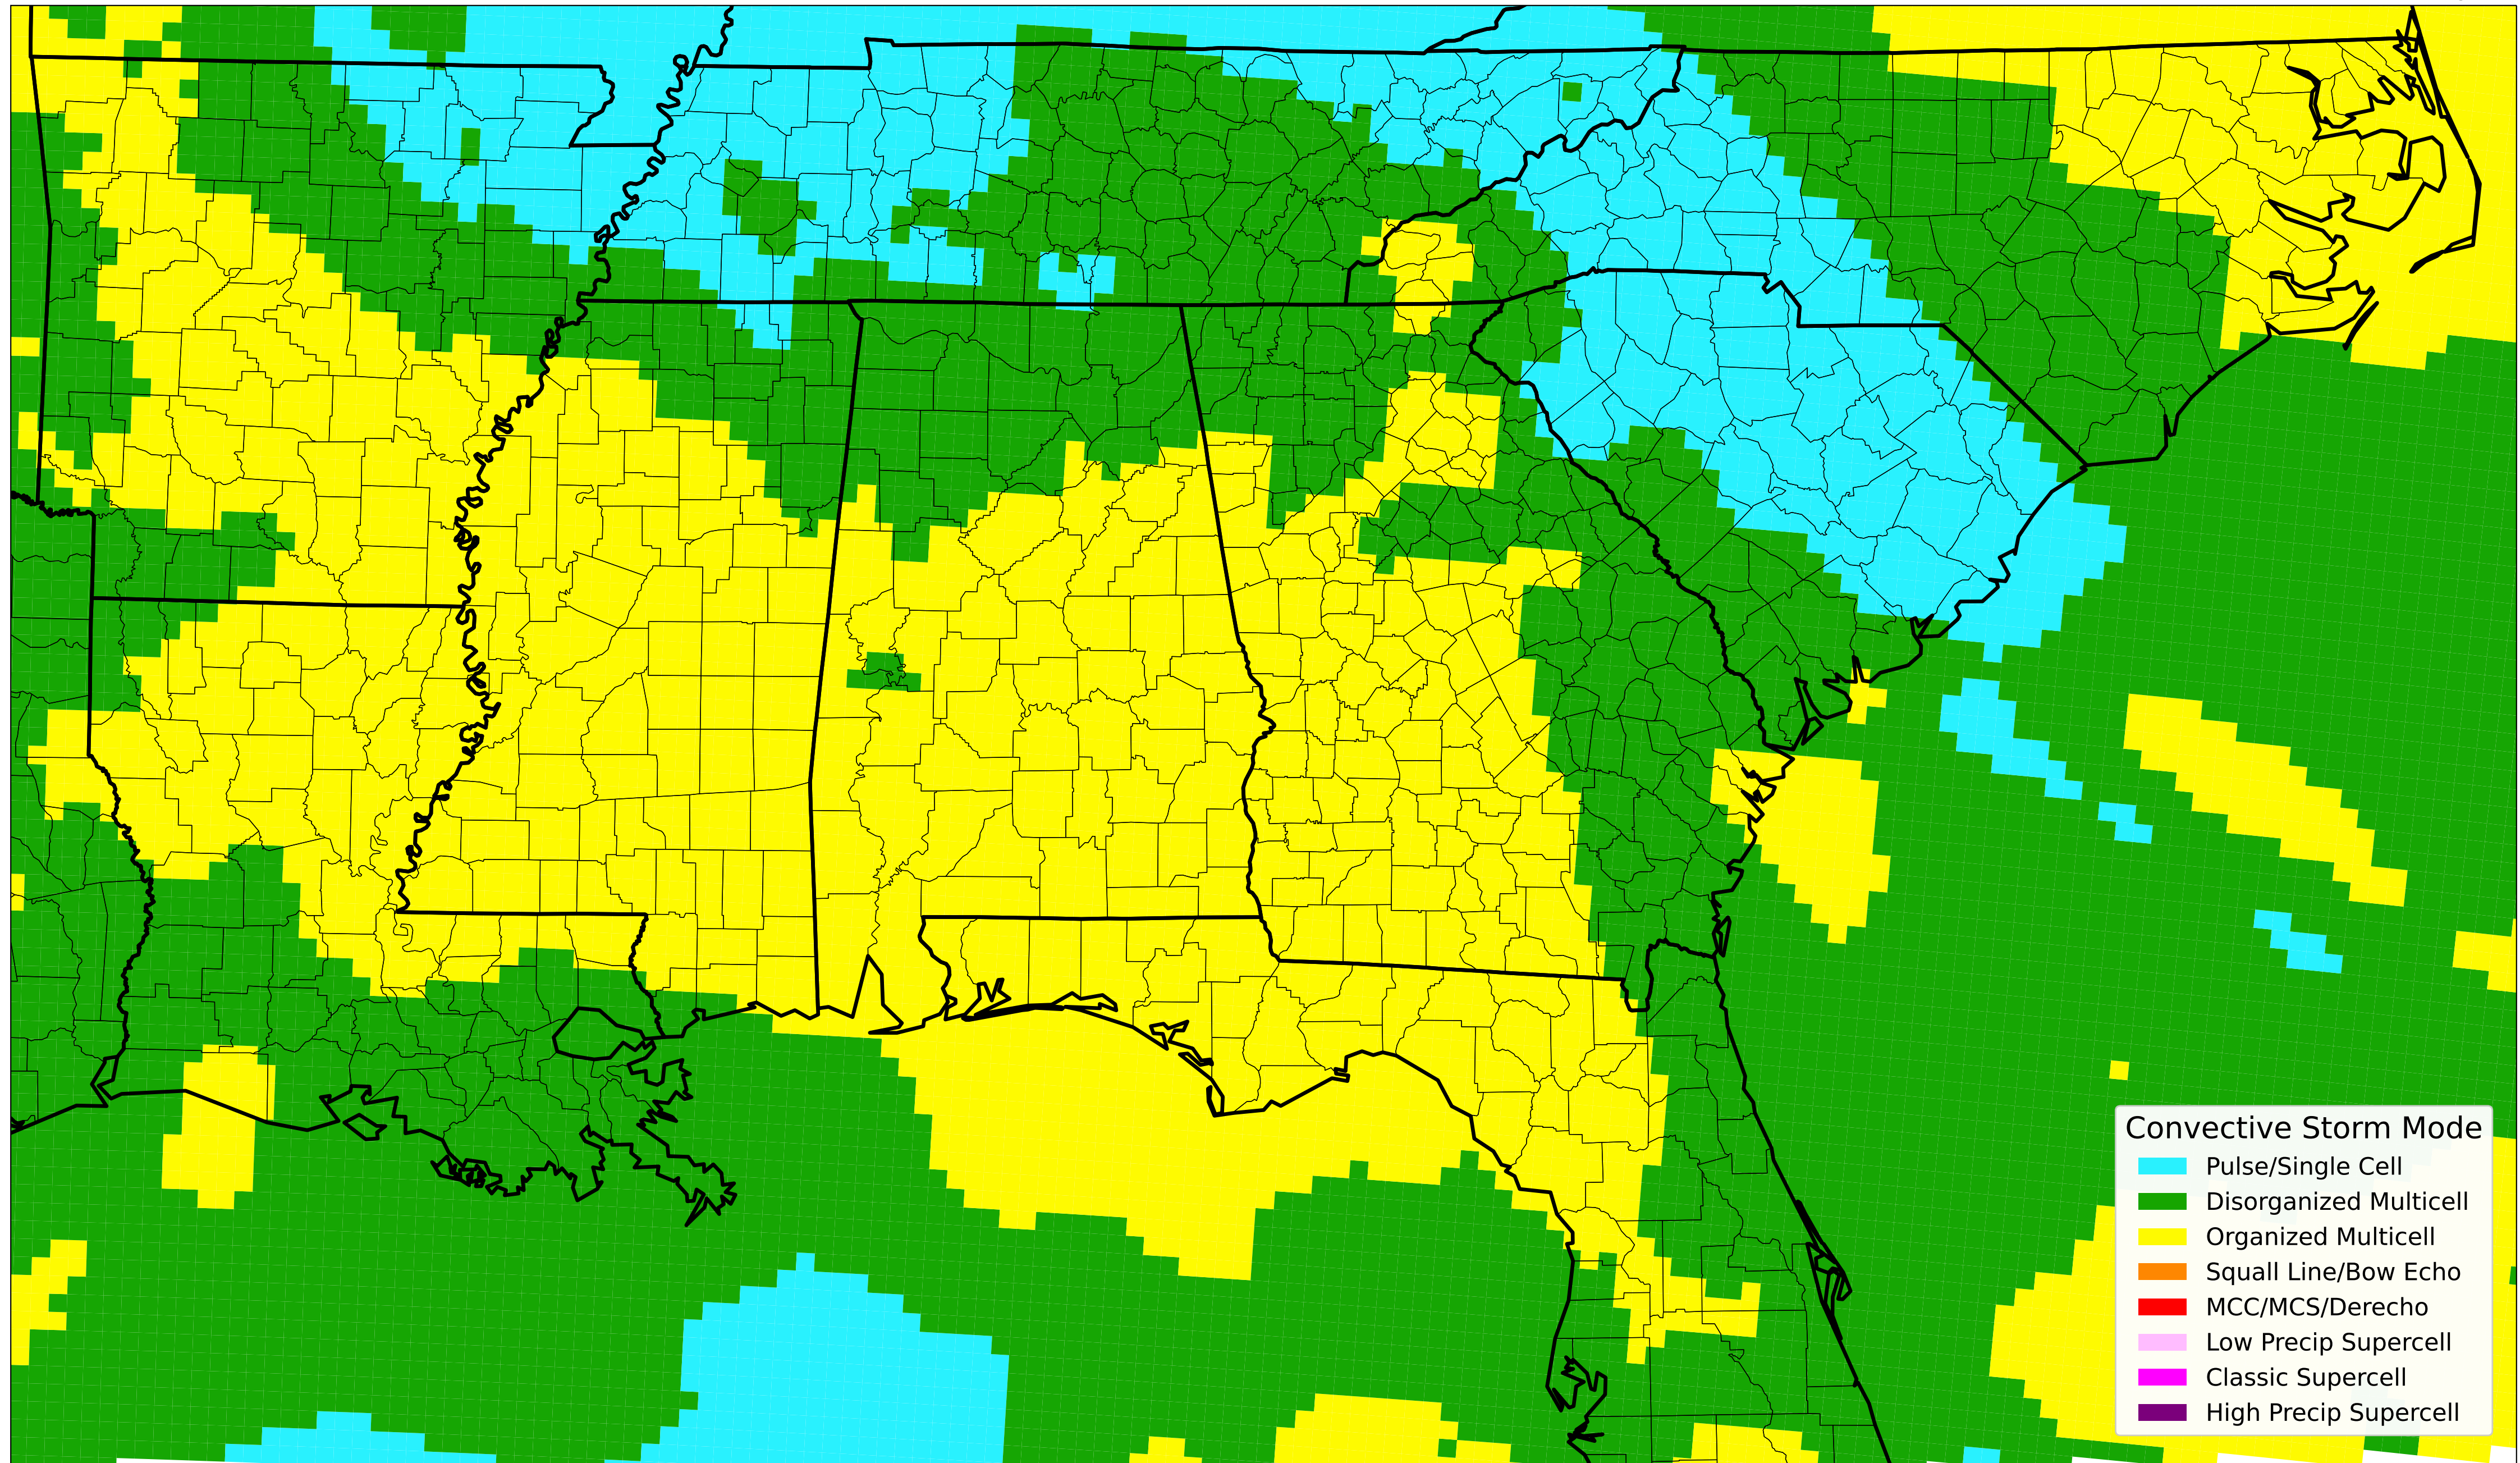 Convective Storm Mode
Pulse/Single Cell
Disorganized Multicell
Organized Multicell
Squall Line/Bow Echo
MCC/MCS/Derecho
Low Precip Supercell
Classic Supercell
High Precip Supercell